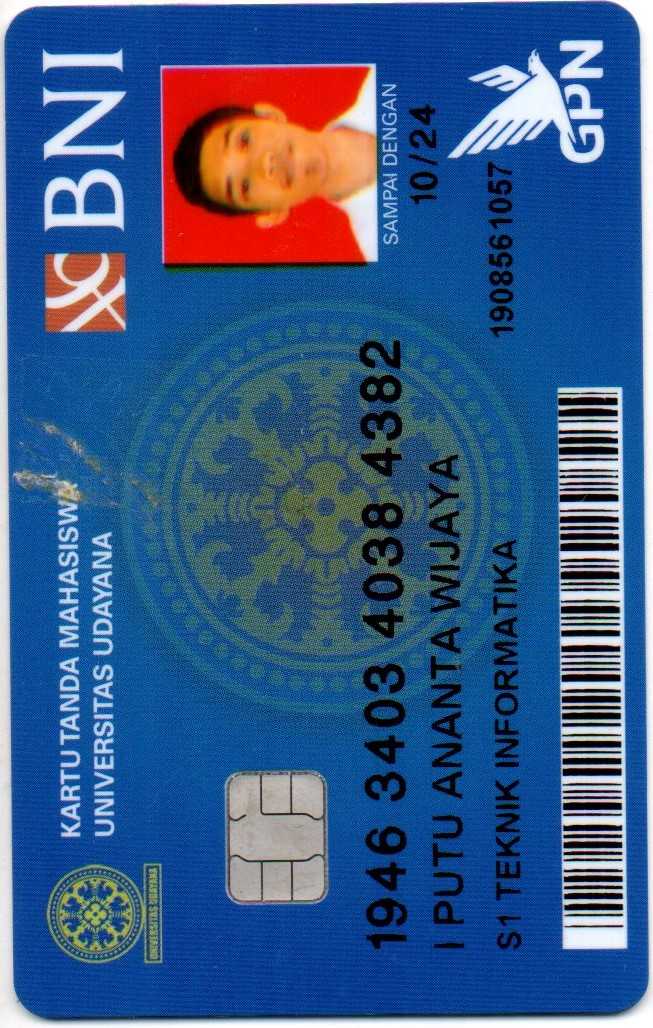 KARTU TANDA MAHASISWA
UNIVERSITAS UDAYANA
BNI
UNIVERSITAS UDAYANA
SAMPAI DENGAN
10/24
1946 3403 4038 4382
I PUTU ANANTA WIJAYA
S1 TEKNIK INFORMATIKA
1908561057
GPN